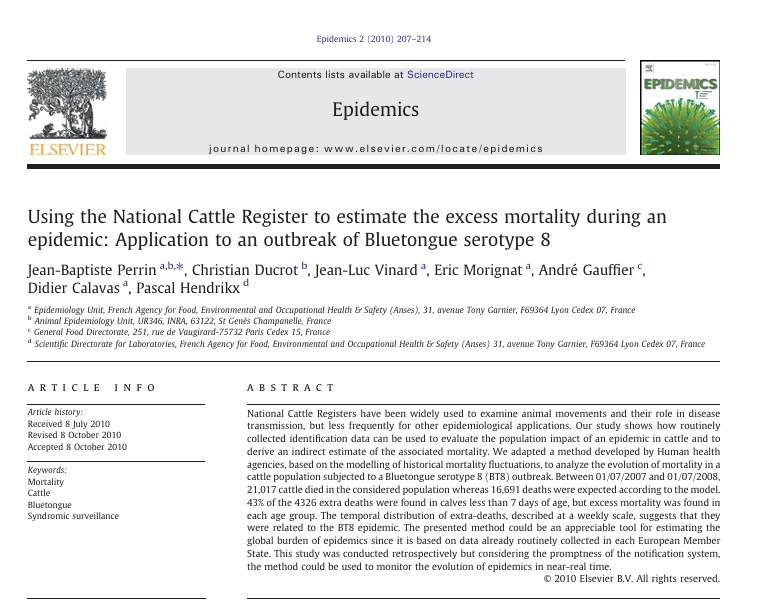 Epidemics 2 (2010) 207–214
Contents lists available at ScienceDirect
Epidemics
journal homepage: www.elsevier.com/locate/epidemics
ELSEVIER
EPIDEMICS
Using the National Cattle Register to estimate the excess mortality during an
epidemic: Application to an outbreak of Bluetongue serotype 8
Jean-Baptiste Perrin a,b,*, Christian Ducrot b, Jean-Luc Vinard a, Eric Morignat a, André Gauffier c,
Didier Calavas a, Pascal Hendrikx d
a Epidemiology Unit, French Agency for Food, Environmental and Occupational Health & Safety (Anses), 31, avenue Tony Garnier, F69364 Lyon Cedex 07, France
b Animal Epidemiology Unit, UR346, INRA, 63122, St Genès Champanelle, France
c General Food Directorate, 251, rue de Vaugirard-75732 Paris Cedex 15, France
d Scientific Directorate for Laboratories, French Agency for Food, Environmental and Occupational Health & Safety (Anses) 31, avenue Tony Garnier, F69364 Lyon Cedex 07, France
ARTICLE INFO
Article history:
Received 8 July 2010
Revised 8 October 2010
Accepted 8 October 2010
Keywords:
Mortality
Cattle
Bluetongue
Syndromic surveillance
ABSTRACT
National Cattle Registers have been widely used to examine animal movements and their role in disease
transmission, but less frequently for other epidemiological applications. Our study shows how routinely
collected identification data can be used to evaluate the population impact of an epidemic in cattle and to
derive an indirect estimate of the associated mortality. We adapted a method developed by Human health
agencies, based on the modelling of historical mortality fluctuations, to analyze the evolution of mortality in a
cattle population subjected to a Bluetongue serotype 8 (BT8) outbreak. Between 01/07/2007 and 01/07/2008,
21,017 cattle died in the considered population whereas 16,691 deaths were expected according to the model.
43% of the 4326 extra deaths were found in calves less than 7 days of age, but excess mortality was found in
each age group. The temporal distribution of extra-deaths, described at a weekly scale, suggests that they
were related to the BT8 epidemic. The presented method could be an appreciable tool for estimating the
global burden of epidemics since it is based on data already routinely collected in each European Member
State. This study was conducted retrospectively but considering the promptness of the notification system,
the method could be used to monitor the evolution of epidemics in near-real time.
© 2010 Elsevier B.V. All rights reserved.